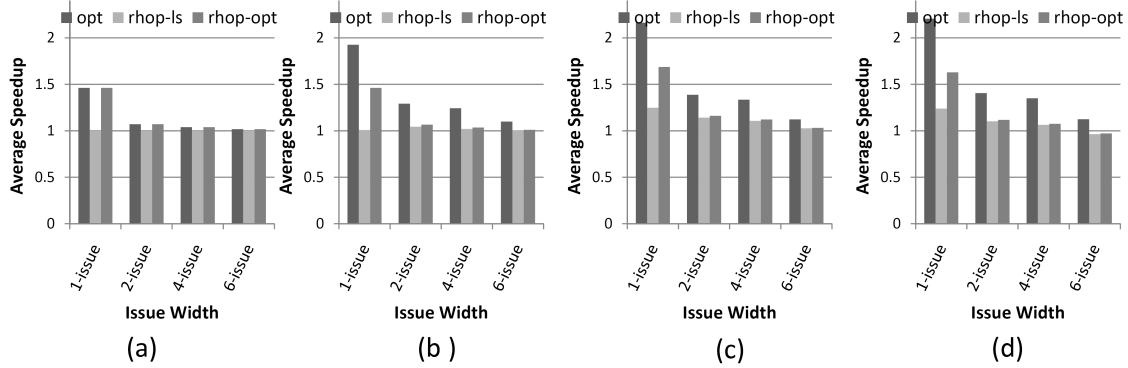 opt rhop-ls rhop-opt
Average Speedup
2
1.5
1
0.5
0
1-issue
2-issue
4-issue
6-issue
Issue Width
(a)
opt rhop-ls rhop-opt
Average Speedup
2
1.5
1
0.5
0
1-issue
2-issue
4-issue
6-issue
Issue Width
(b )
opt rhop-ls rhop-opt
Average Speedup
2
1.5
1
0.5
0
1-issue
2-issue
4-issue
6-issue
Issue Width
(c)
opt rhop-ls rhop-opt
Average Speedup
2
1.5
1
0.5
0
1-issue
2-issue
4-issue
6-issue
Issue Width
(d)